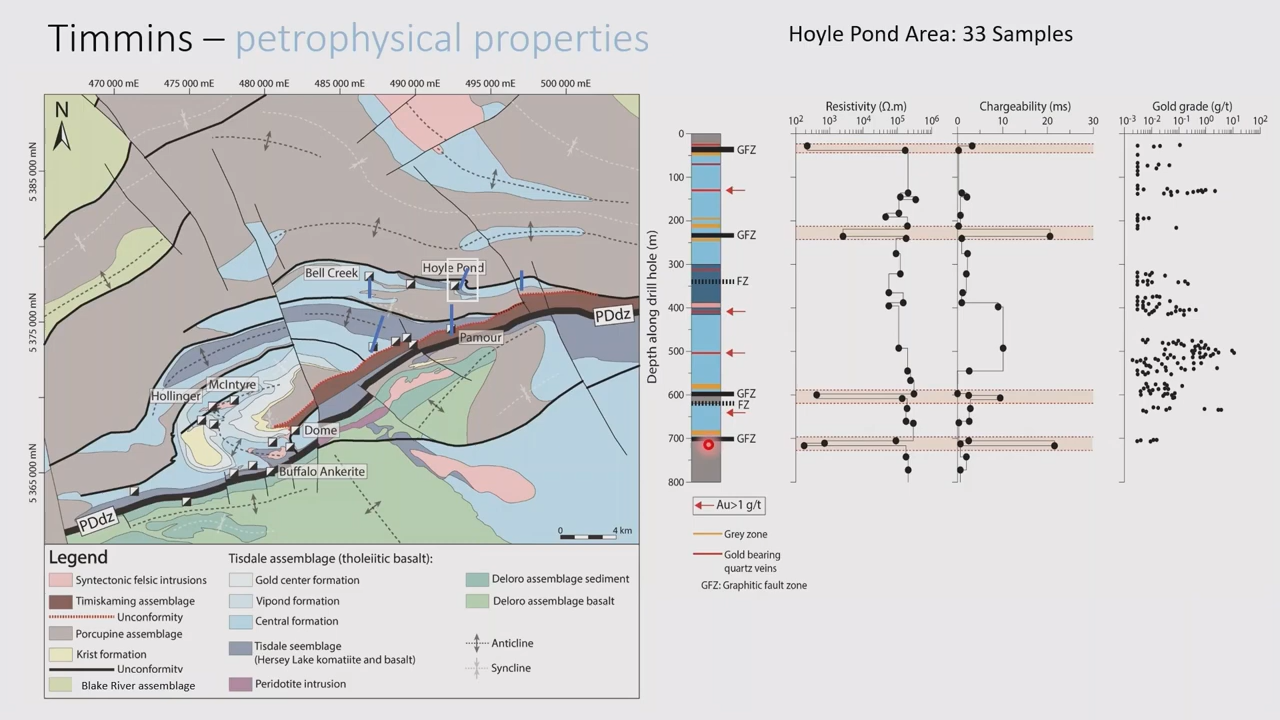 Timmins – petrophysical properties
Hoyle Pond Area: 33 Samples
470 000 mE 475 000 mE 480 000 mE 485 000 mE 490 000 mE 495 000 mE 500 000 mE
N
5 385 000 mN
5 375 000 mN
5 365 000 mN
Bell Creek
Hoyle Pond
PDdz
Pamour
McIntyre
Hollinger
Dome
Buffalo Ankerite
PDdz
0 4 km
Legend
Syntectonic felsic intrusions
Timiskaming assemblage
Unconformity
Porcupine assemblage
Krist formation
Unconformity
Blake River assemblage
Tisdale assemblage (tholeiitic basalt):
Gold center formation
Vipond formation
Central formation
Tisdale seemblage
(Hersey Lake komatiite and basalt)
Peridotite intrusion
Deloro assemblage sediment
Deloro assemblage basalt
Anticline
Syncline
Resistivity (Ω.m) Chargeability (ms) Gold grade (g/t)
10² 10³ 10⁴ 10⁵ 10⁶ 0 10 20 30 10⁻³ 10⁻² 10⁻¹ 10⁰ 10¹ 10²
Depth along drill hole (m)
0
GFZ
100
200
GFZ
300
FZ
400
500
600 GFZ
FZ
700 GFZ
800
Au>1 g/t
Grey zone
Gold bearing
quartz veins
GFZ: Graphitic fault zone